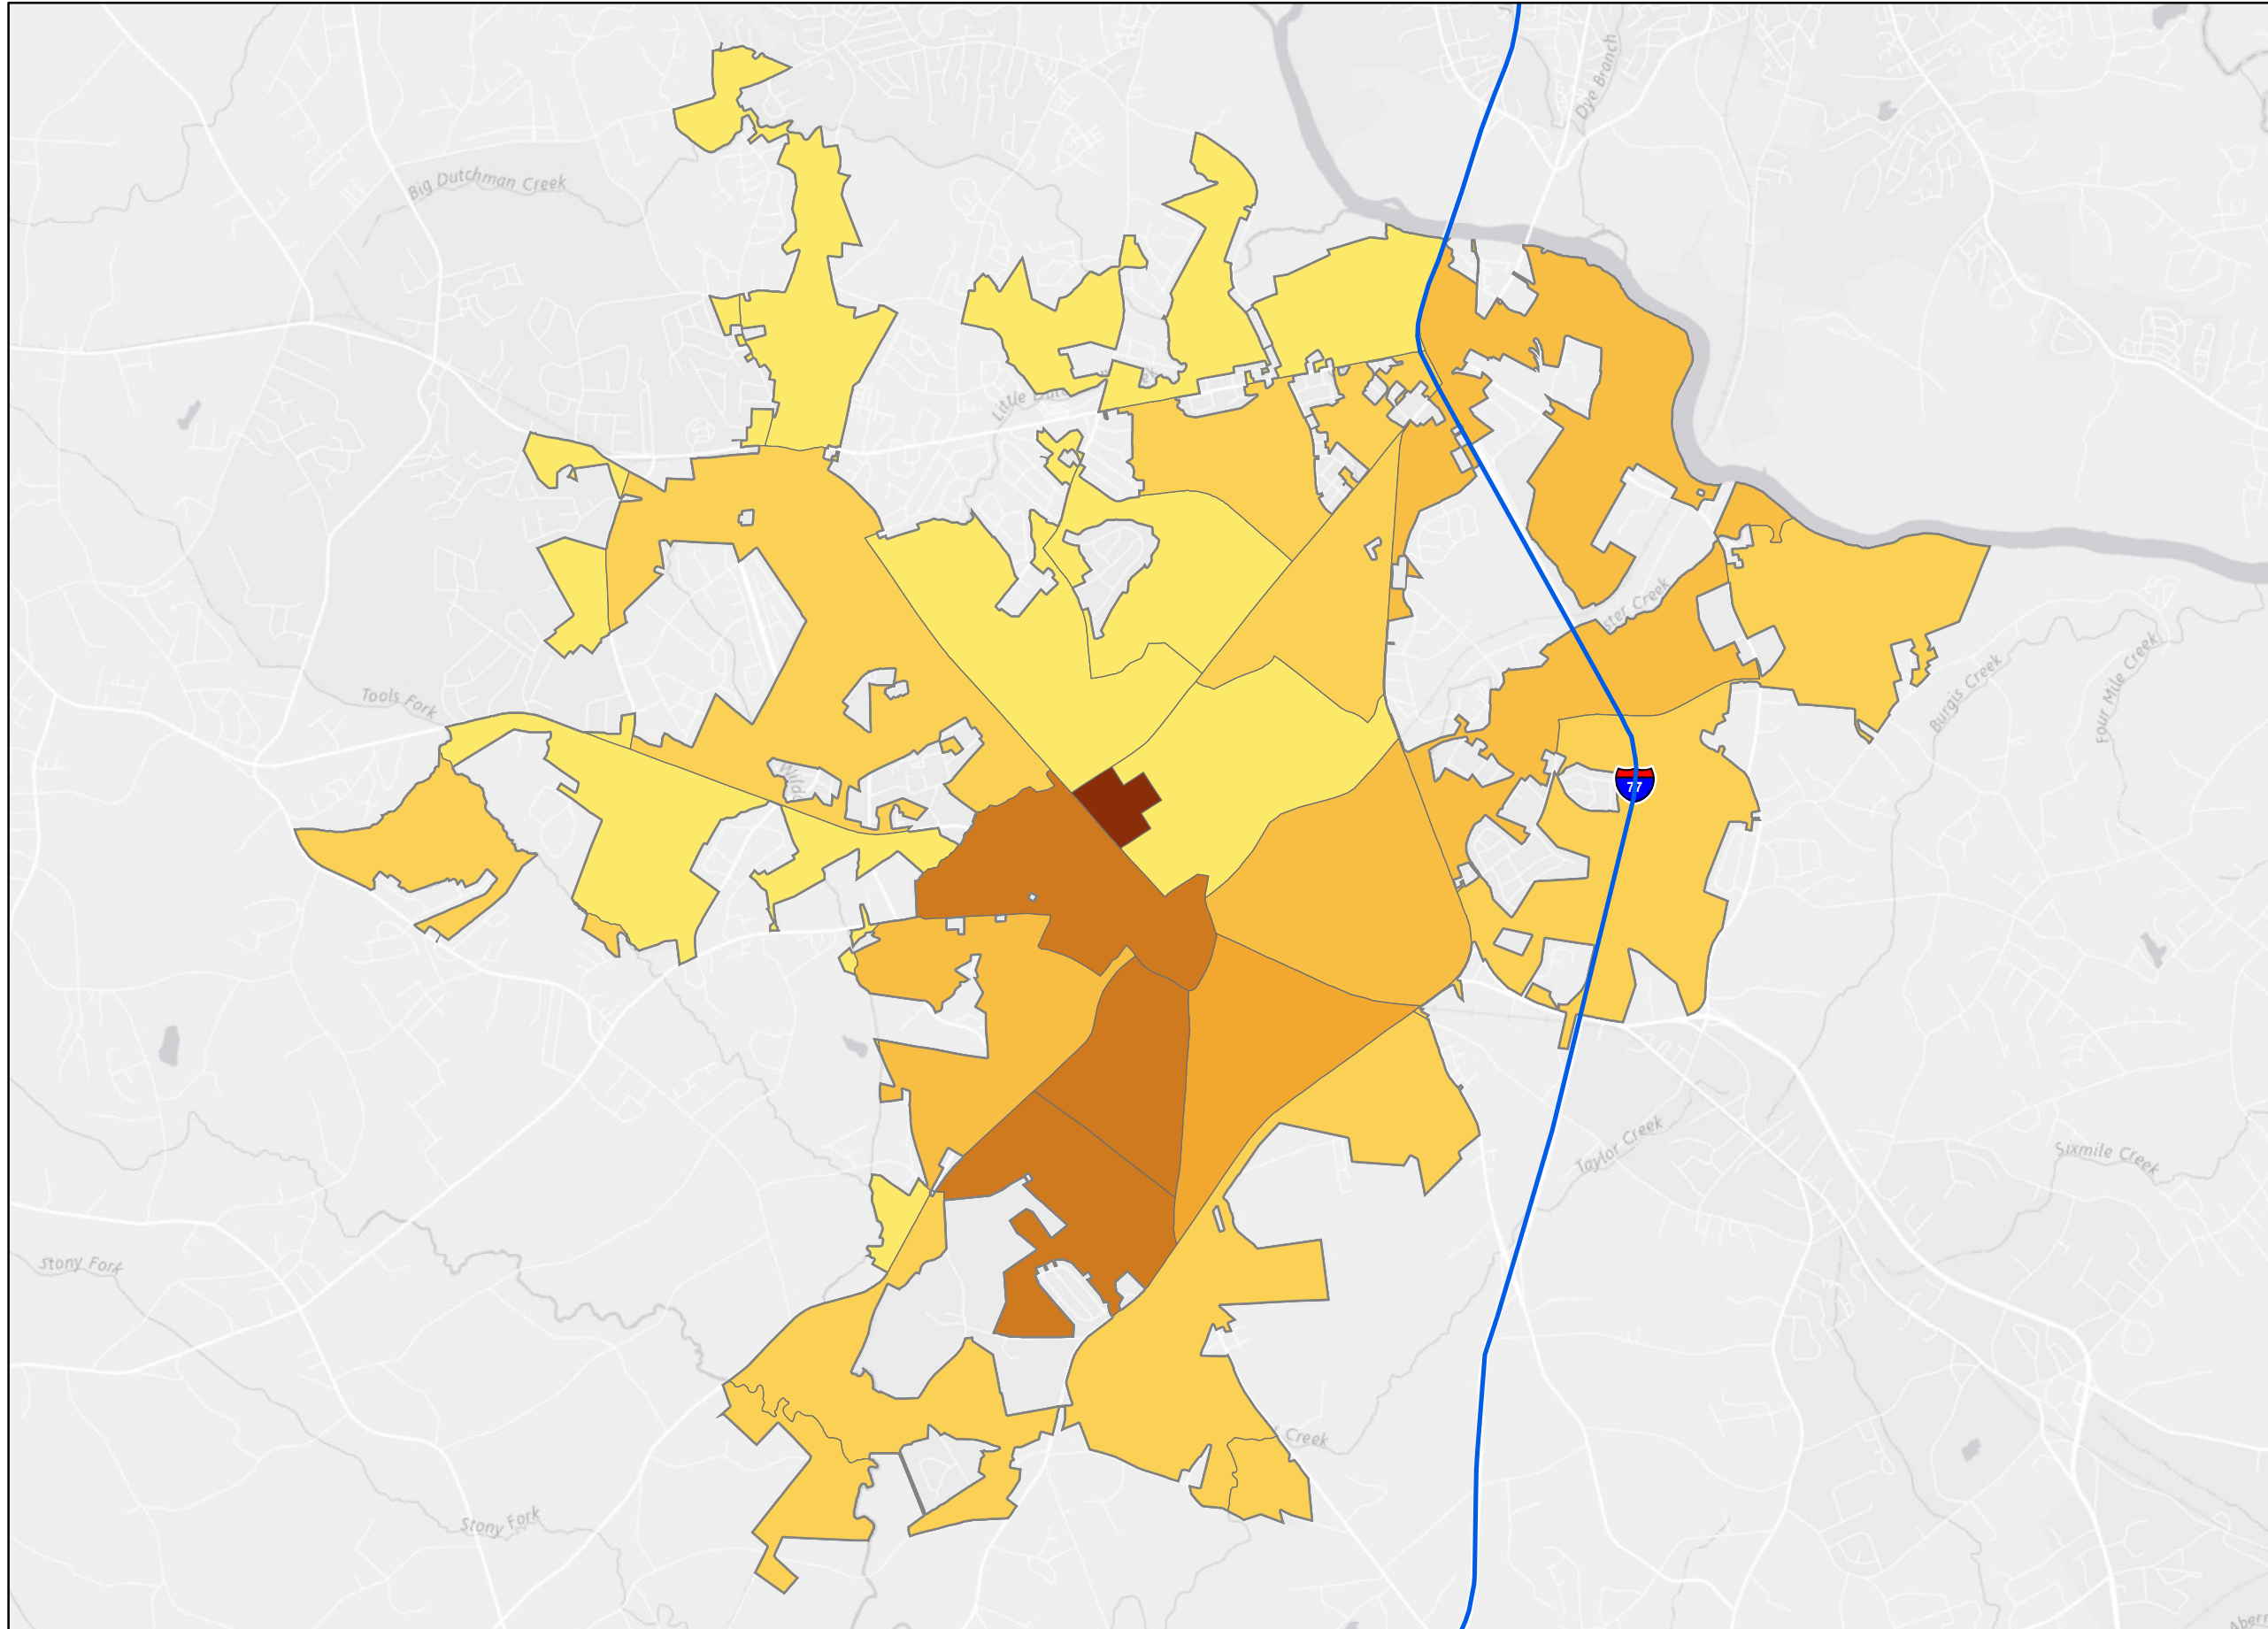 Dye Branch
Big Dutchman Creek
Little
Creek
Tools Fork
Burgis Creek
Four Mile Creek
77
Taylor Creek
Sixmile Creek
Stony Fork
Creek
Stony Fork